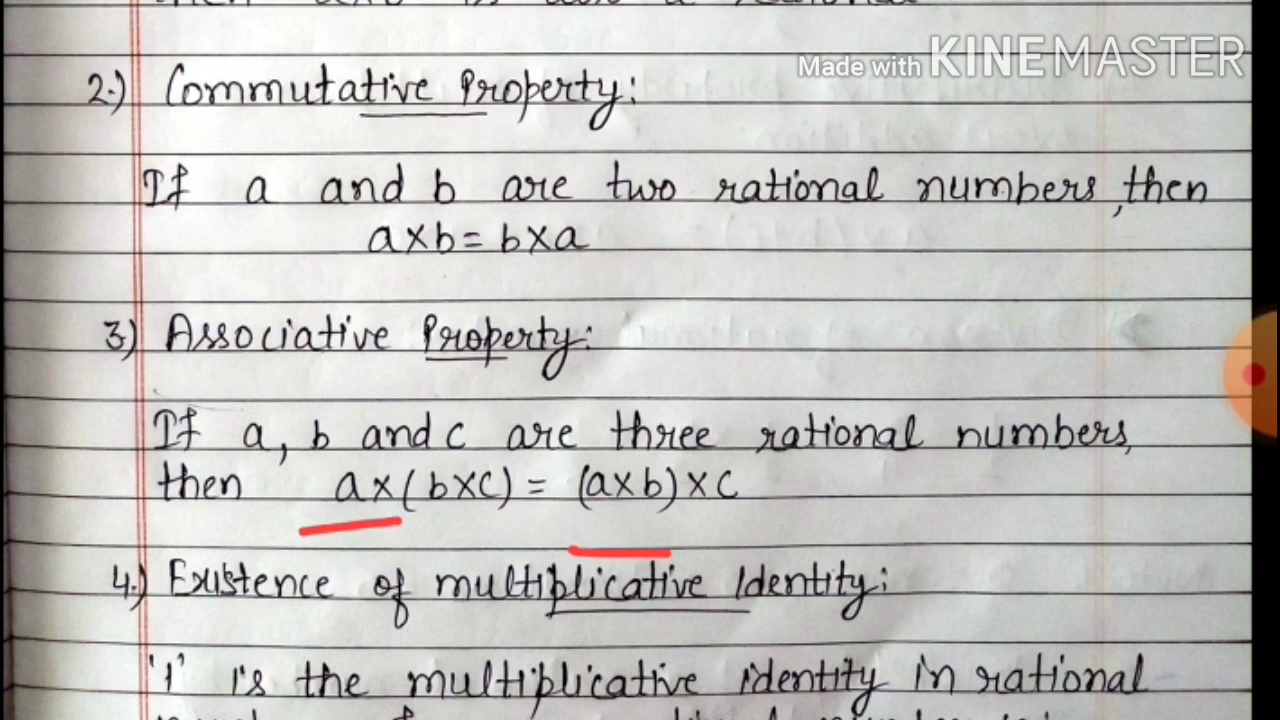 Made with KINEMASTER
2.) Commutative Property:
If a and b are two rational numbers, then
a×b = b×a
3) Associative Property:
If a, b and c are three rational numbers,
then a×(b×c) = (a×b)×c
4.) Existence of multiplicative Identity:
'1' is the multiplicative identity in rational